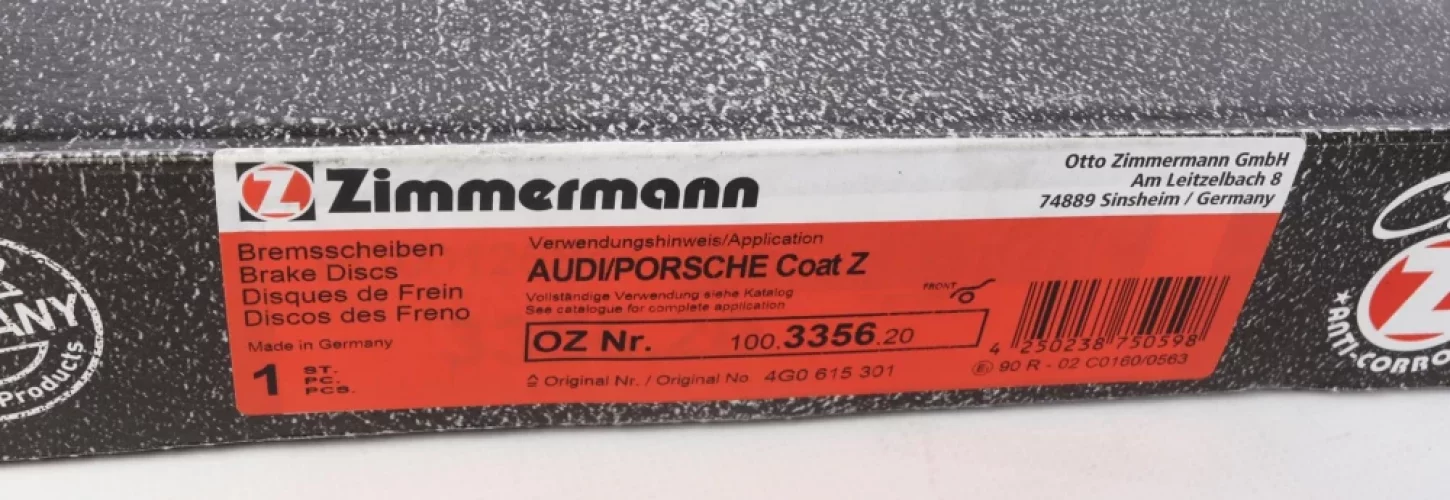 Zimmermann
Otto Zimmermann GmbH
Am Leitzelbach 8
74889 Sinsheim / Germany
Bremsscheiben
Brake Discs
Disques de Frein
Discos des Freno
Made in Germany
1 ST.
PC.
PCS.
Verwendungshinweis/Application
AUDI/PORSCHE Coat Z
Vollständige Verwendung siehe Katalog
See catalogue for complete application
FRONT
OZ Nr. 100.3356.20
Original Nr. / Original No. 4G0 615 301
4 250238 750598
E1 90 R - 02 C0160/0563
ANY
Products
Z
ANTI-CORRO